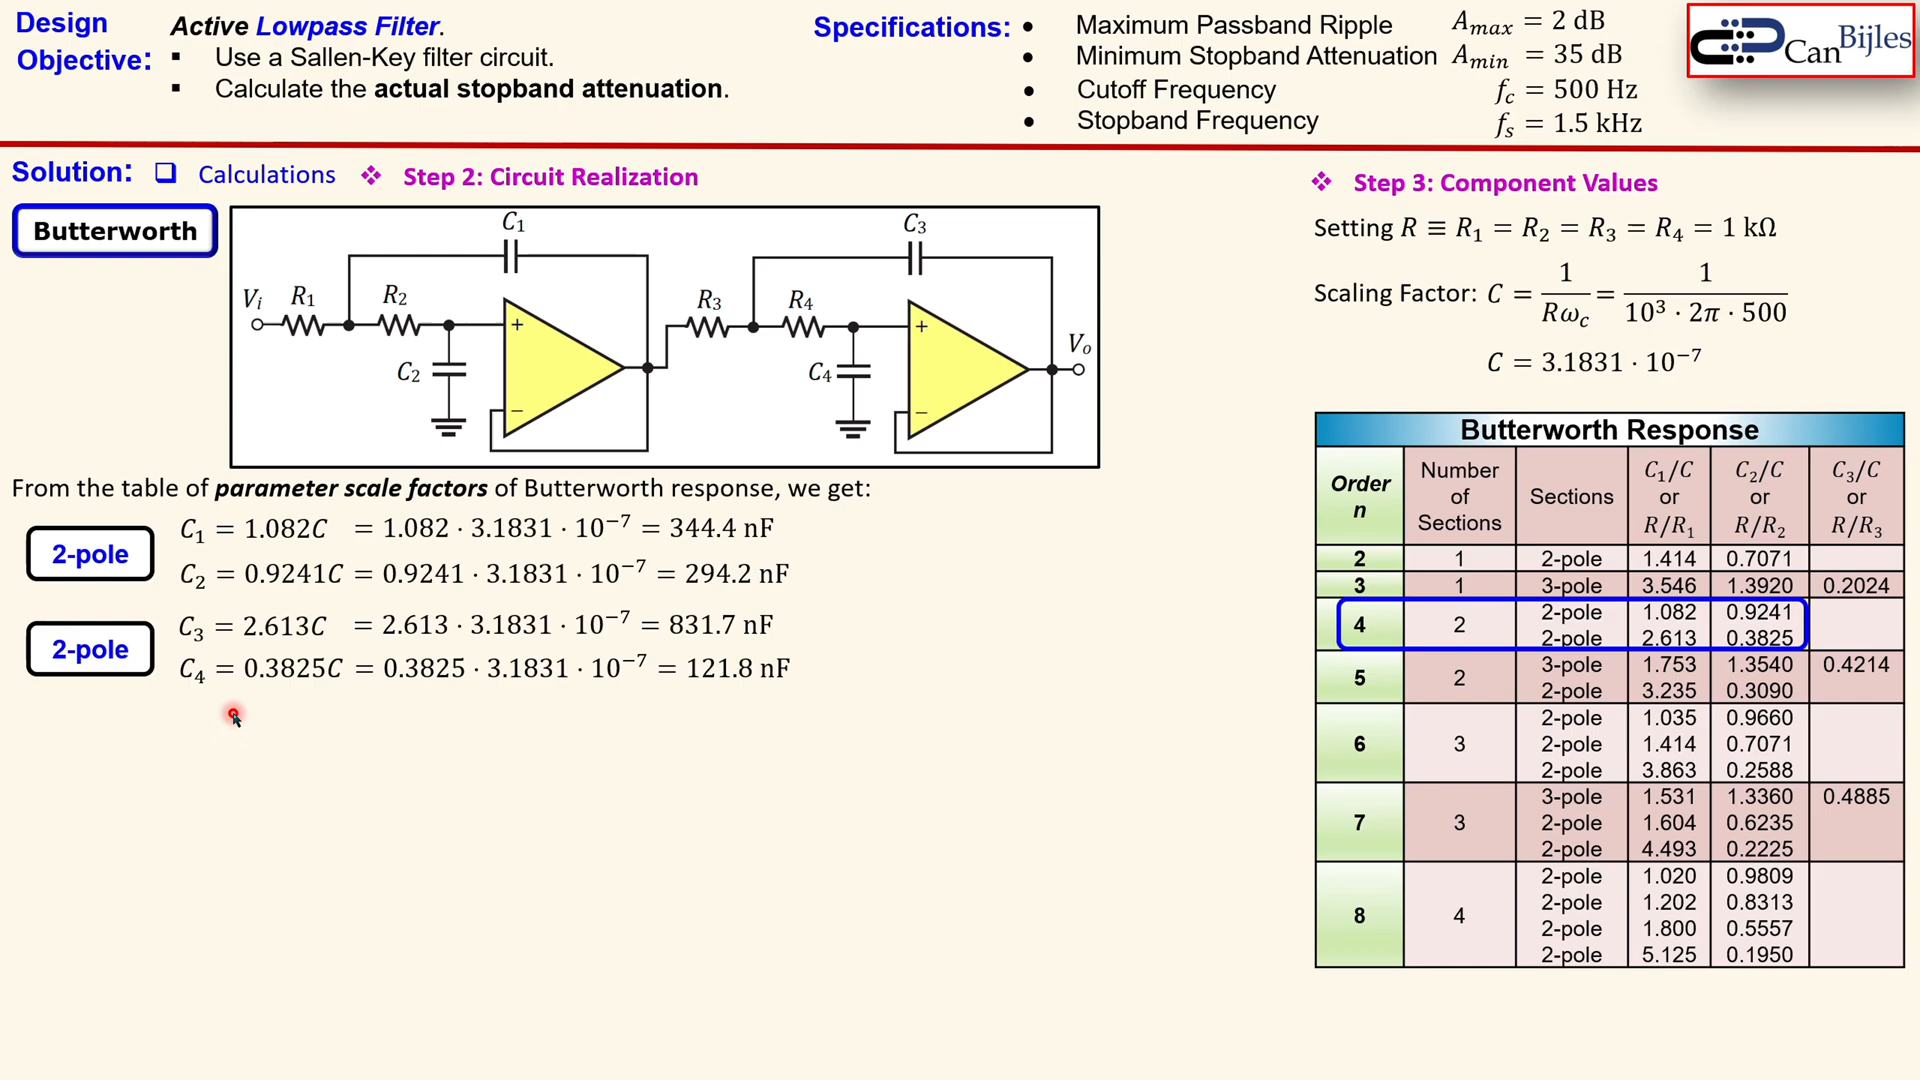 Design Objective:
Active Lowpass Filter.
▪ Use a Sallen-Key filter circuit.
▪ Calculate the actual stopband attenuation.
Specifications:
• Maximum Passband Ripple A_max = 2 dB
• Minimum Stopband Attenuation A_min = 35 dB
• Cutoff Frequency f_c = 500 Hz
• Stopband Frequency f_s = 1.5 kHz
CanBijles
Solution: ❑ Calculations ❖ Step 2: Circuit Realization
Butterworth
C₁
C₃
V_i R₁ R₂
R₃ R₄
+
+
V_o
C₂
C₄
−
−
From the table of parameter scale factors of Butterworth response, we get:
2-pole
C₁ = 1.082C = 1.082 · 3.1831 · 10⁻⁷ = 344.4 nF
C₂ = 0.9241C = 0.9241 · 3.1831 · 10⁻⁷ = 294.2 nF
2-pole
C₃ = 2.613C = 2.613 · 3.1831 · 10⁻⁷ = 831.7 nF
C₄ = 0.3825C = 0.3825 · 3.1831 · 10⁻⁷ = 121.8 nF
❖ Step 3: Component Values
Setting R ≡ R₁ = R₂ = R₃ = R₄ = 1 kΩ
Scaling Factor: C = 1/(Rω_c) = 1/(10³ · 2π · 500)
C = 3.1831 · 10⁻⁷
Butterworth Response
Order n | Number of Sections | Sections | C₁/C or R/R₁ | C₂/C or R/R₂ | C₃/C or R/R₃
2 1 2-pole 1.414 0.7071
3 1 3-pole 3.546 1.3920 0.2024
4 2 2-pole 1.082 0.9241
2-pole 2.613 0.3825
5 2 3-pole 1.753 1.3540 0.4214
2-pole 3.235 0.3090
6 3 2-pole 1.035 0.9660
2-pole 1.414 0.7071
2-pole 3.863 0.2588
7 3 3-pole 1.531 1.3360 0.4885
2-pole 1.604 0.6235
2-pole 4.493 0.2225
8 4 2-pole 1.020 0.9809
2-pole 1.202 0.8313
2-pole 1.800 0.5557
2-pole 5.125 0.1950